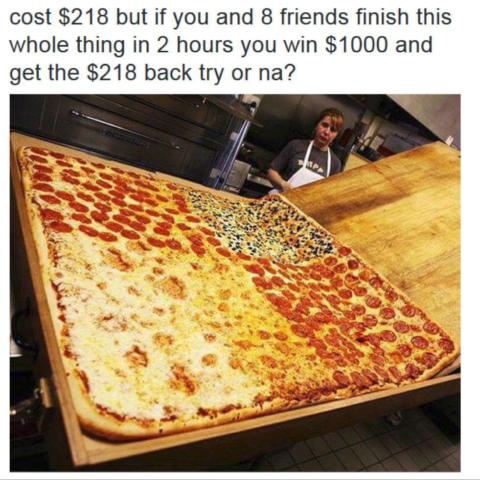 cost $218 but if you and 8 friends finish this
whole thing in 2 hours you win $1000 and
get the $218 back try or na?